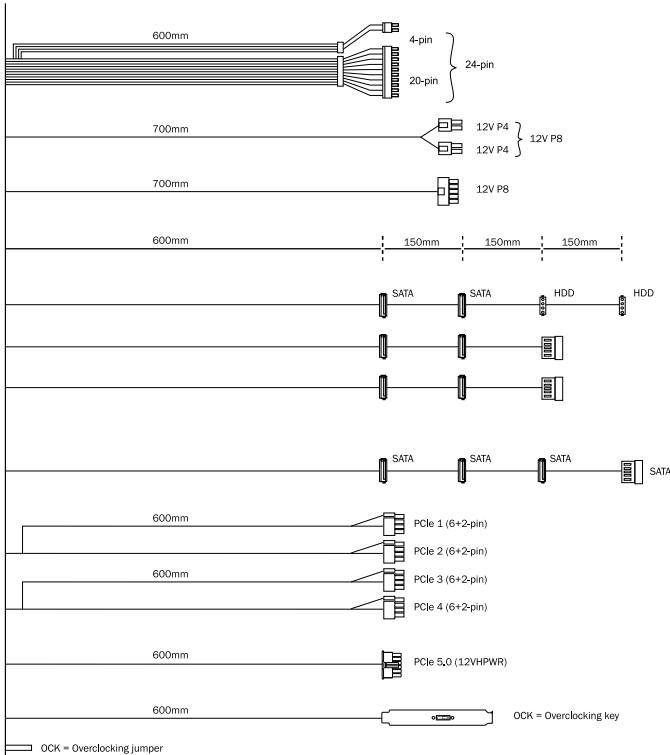 600mm
4-pin
24-pin
20-pin
700mm
12V P4
12V P4
12V P8
700mm
12V P8
600mm 150mm 150mm 150mm
SATA SATA HDD HDD
SATA SATA SATA SATA
600mm
PCIe 1 (6+2-pin)
PCIe 2 (6+2-pin)
600mm
PCIe 3 (6+2-pin)
PCIe 4 (6+2-pin)
600mm
PCIe 5.0 (12VHPWR)
600mm
OCK = Overclocking key
OCK = Overclocking jumper